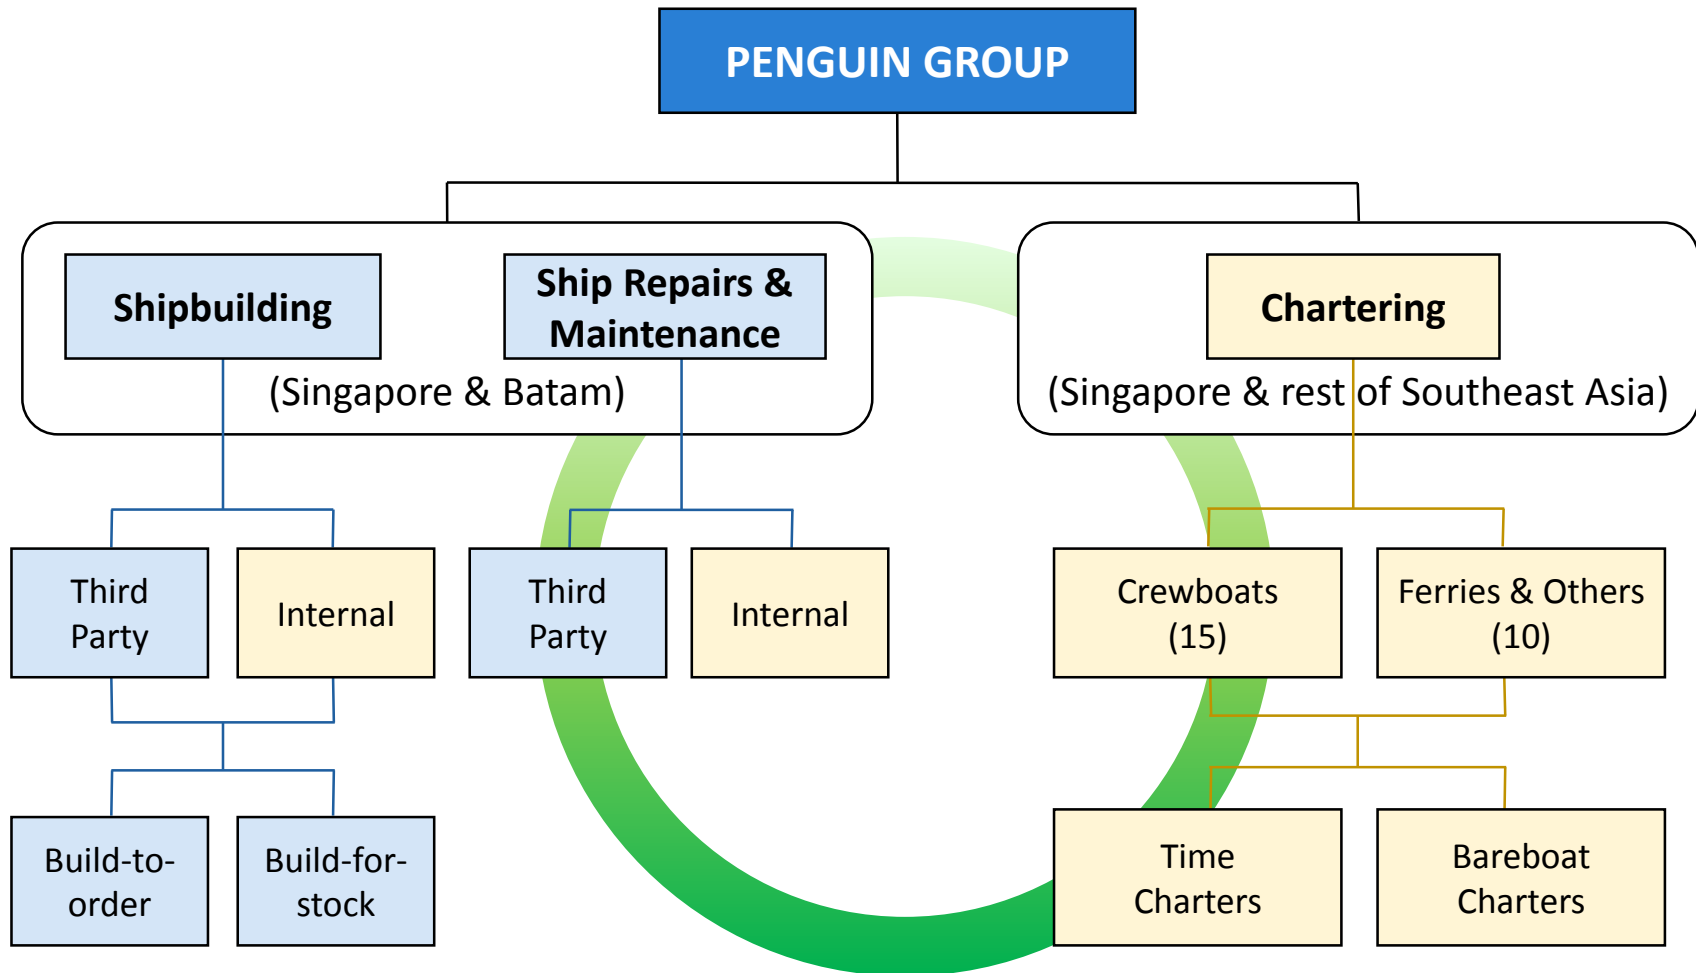 PENGUIN GROUP
Shipbuilding
Ship Repairs &
Maintenance
(Singapore & Batam)
Chartering
(Singapore & rest of Southeast Asia)
Third
Party
Internal
Third
Party
Internal
Crewboats
(15)
Ferries & Others
(10)
Build-to-
order
Build-for-
stock
Time
Charters
Bareboat
Charters